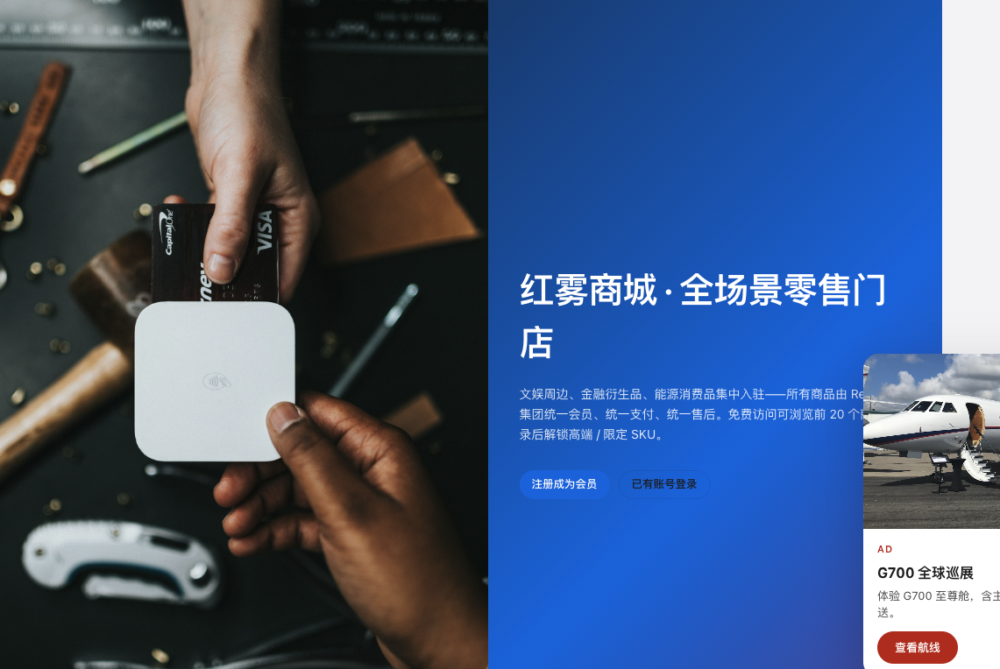 CapitalOne
VISA
ney
红雾商城 · 全场景零售门
店
文娱周边、金融衍生品、能源消费品集中入驻——所有商品由 Re
集团统一会员、统一支付、统一售后。免费访问可浏览前 20 个
录后解锁高端 / 限定 SKU。
注册成为会员
已有账号登录
AD
G700 全球巡展
体验 G700 至尊舱，含主
送。
查看航线